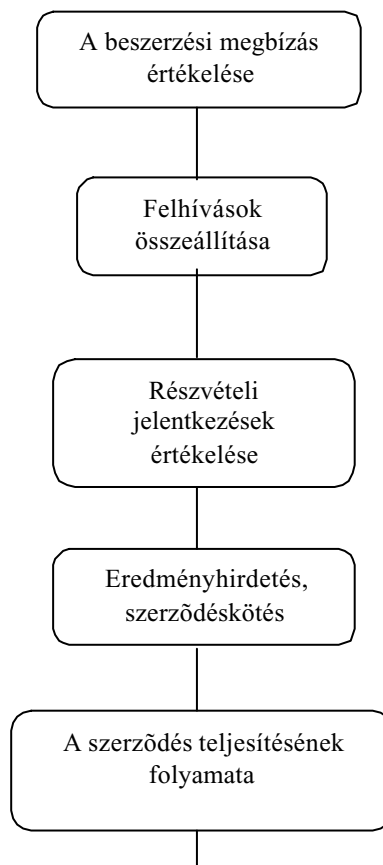 A beszerzési megbízás
értékelése
Felhívások
összeállítása
Részvételi
jelentkezések
értékelése
Eredményhirdetés,
szerzõdéskötés
A szerzõdés teljesítésének
folyamata